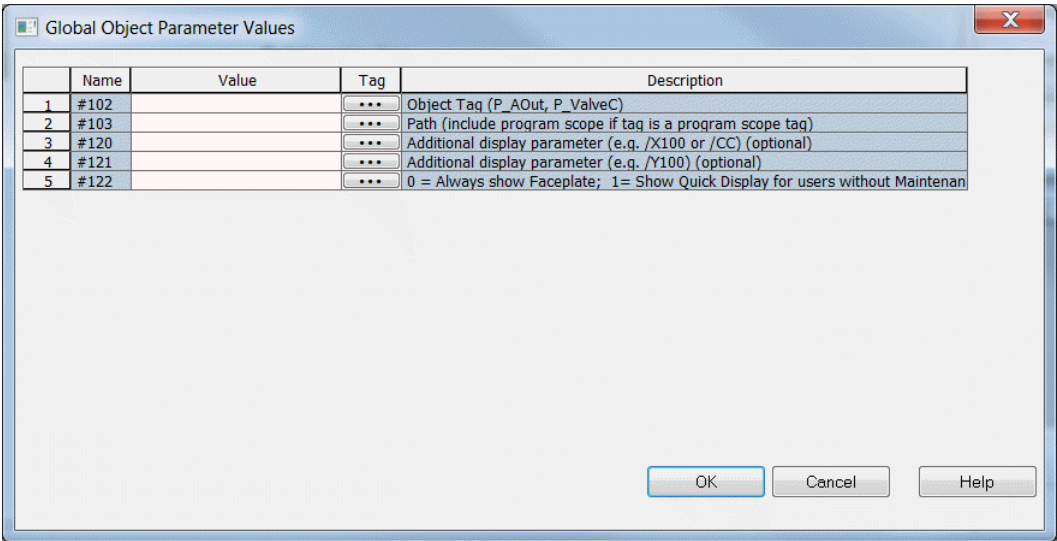 Global Object Parameter Values
Name Value Tag Description
1 #102 ••• Object Tag (P_AOut, P_ValveC)
2 #103 ••• Path (include program scope if tag is a program scope tag)
3 #120 ••• Additional display parameter (e.g. /X100 or /CC) (optional)
4 #121 ••• Additional display parameter (e.g. /Y100) (optional)
5 #122 ••• 0 = Always show Faceplate; 1= Show Quick Display for users without Maintenan
OK Cancel Help